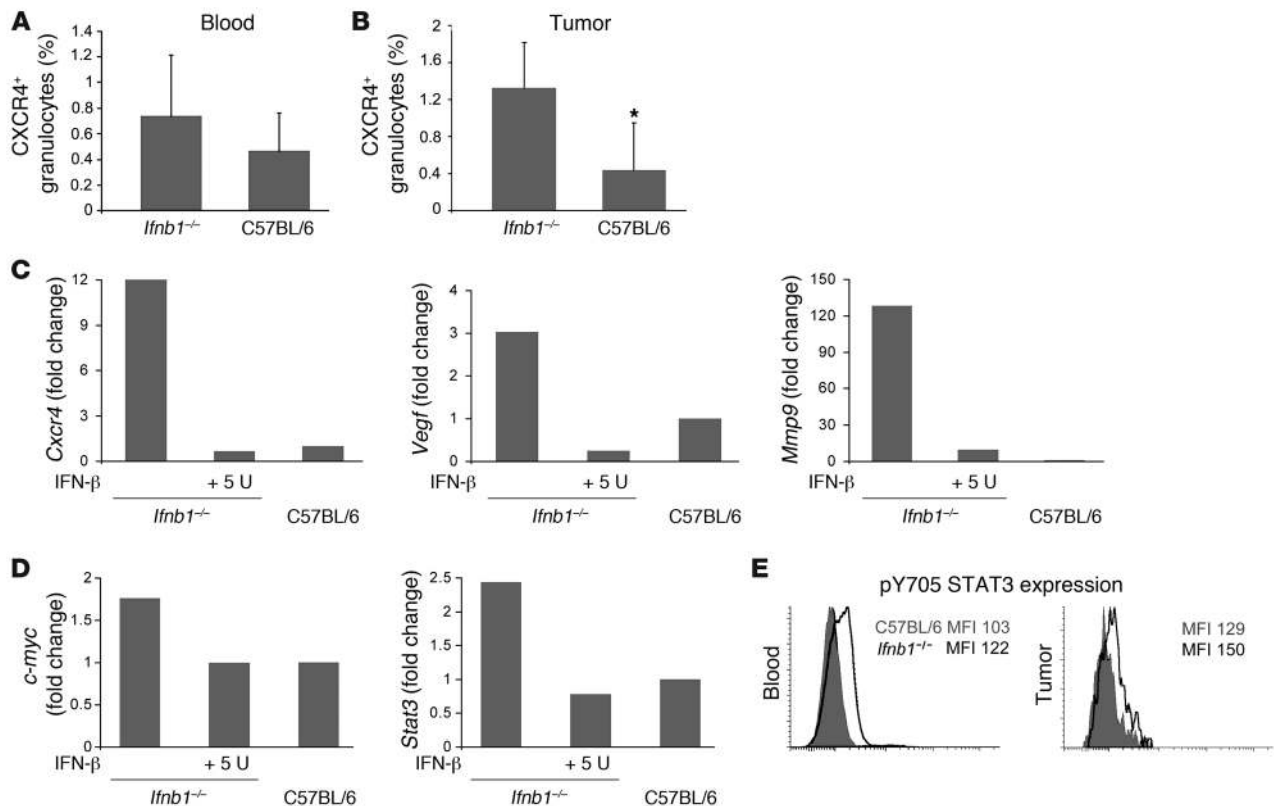 A
Blood
CXCR4⁺
granulocytes (%)
1.4
1.2
1
0.8
0.6
0.4
0.2
0
Ifnb1⁻/⁻
C57BL/6
B
Tumor
CXCR4⁺
granulocytes (%)
2
1.6
1.2
0.8
0.4
0
*
Ifnb1⁻/⁻
C57BL/6
C
Cxcr4 (fold change)
12
9
6
3
0
IFN-β
+ 5 U
Ifnb1⁻/⁻
C57BL/6
Vegf (fold change)
4
3
2
1
0
IFN-β
+ 5 U
Ifnb1⁻/⁻
C57BL/6
Mmp9 (fold change)
150
120
90
60
30
0
IFN-β
+ 5 U
Ifnb1⁻/⁻
C57BL/6
D
c-myc
(fold change)
2
1.5
1
0.5
0
IFN-β
+ 5 U
Ifnb1⁻/⁻
C57BL/6
Stat3 (fold change)
2.5
2
1.5
1
0.5
0
IFN-β
+ 5 U
Ifnb1⁻/⁻
C57BL/6
E
pY705 STAT3 expression
Blood
C57BL/6 MFI 103
Ifnb1⁻/⁻ MFI 122
Tumor
MFI 129
MFI 150